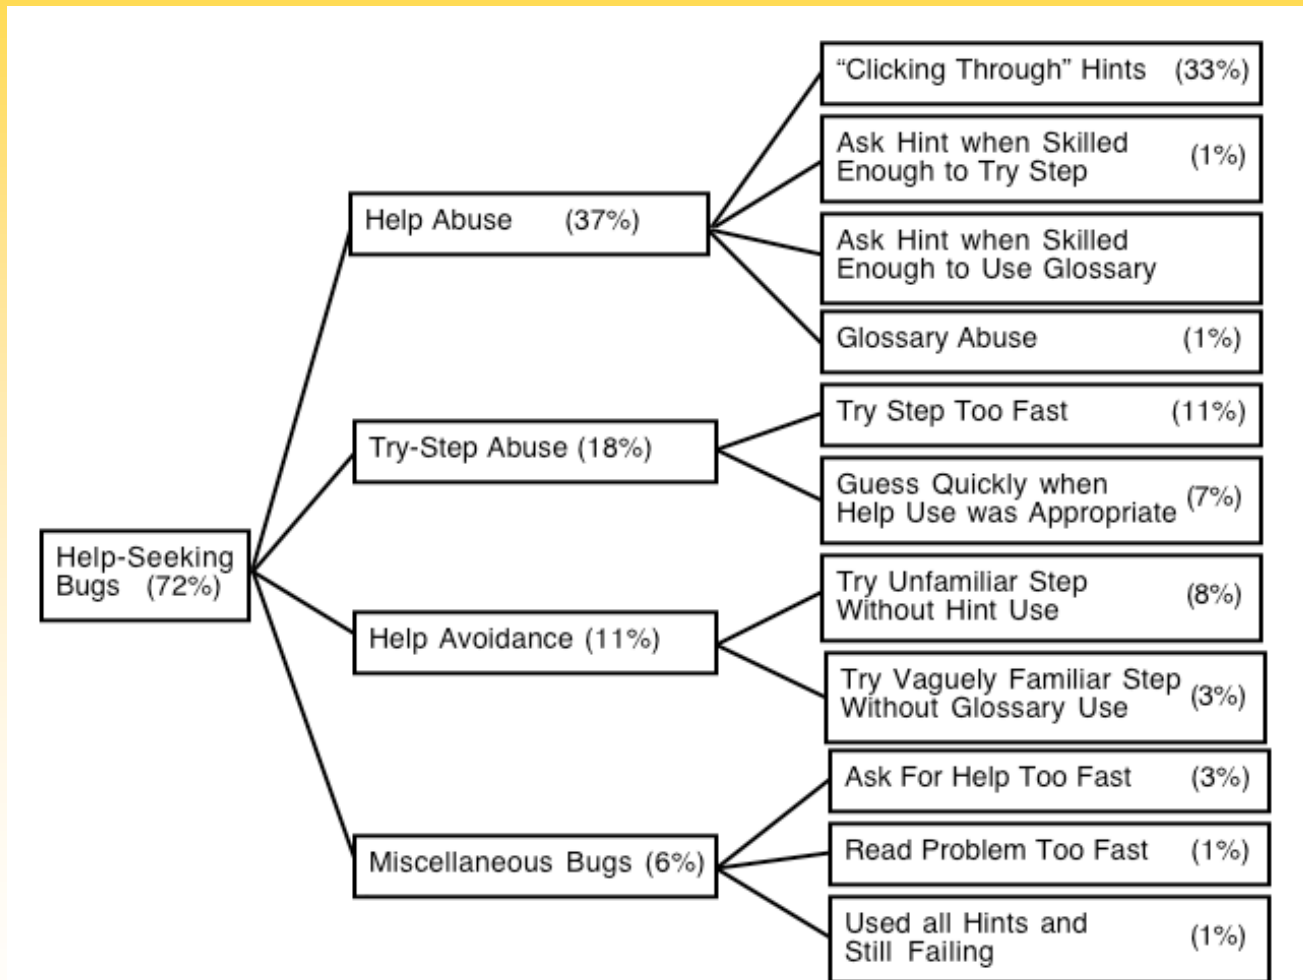 “Clicking Through” Hints (33%)
Ask Hint when Skilled
Enough to Try Step (1%)
Help Abuse (37%)
Ask Hint when Skilled
Enough to Use Glossary
Glossary Abuse (1%)
Try Step Too Fast (11%)
Try-Step Abuse (18%)
Guess Quickly when
Help Use was Appropriate (7%)
Help-Seeking
Bugs (72%)
Try Unfamiliar Step
Without Hint Use (8%)
Help Avoidance (11%)
Try Vaguely Familiar Step
Without Glossary Use (3%)
Ask For Help Too Fast (3%)
Miscellaneous Bugs (6%)
Read Problem Too Fast (1%)
Used all Hints and
Still Failing (1%)